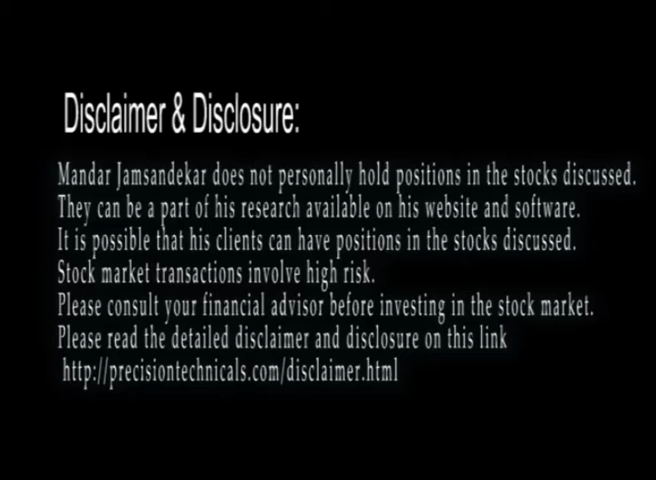 Disclaimer & Disclosure:
Mandar Jamsandekar does not personally hold positions in the stocks discussed.
They can be a part of his research available on his website and software.
It is possible that his clients can have positions in the stocks discussed.
Stock market transactions involve high risk.
Please consult your financial advisor before investing in the stock market.
Please read the detailed disclaimer and disclosure on this link
http://precisiontechnicals.com/disclaimer.html